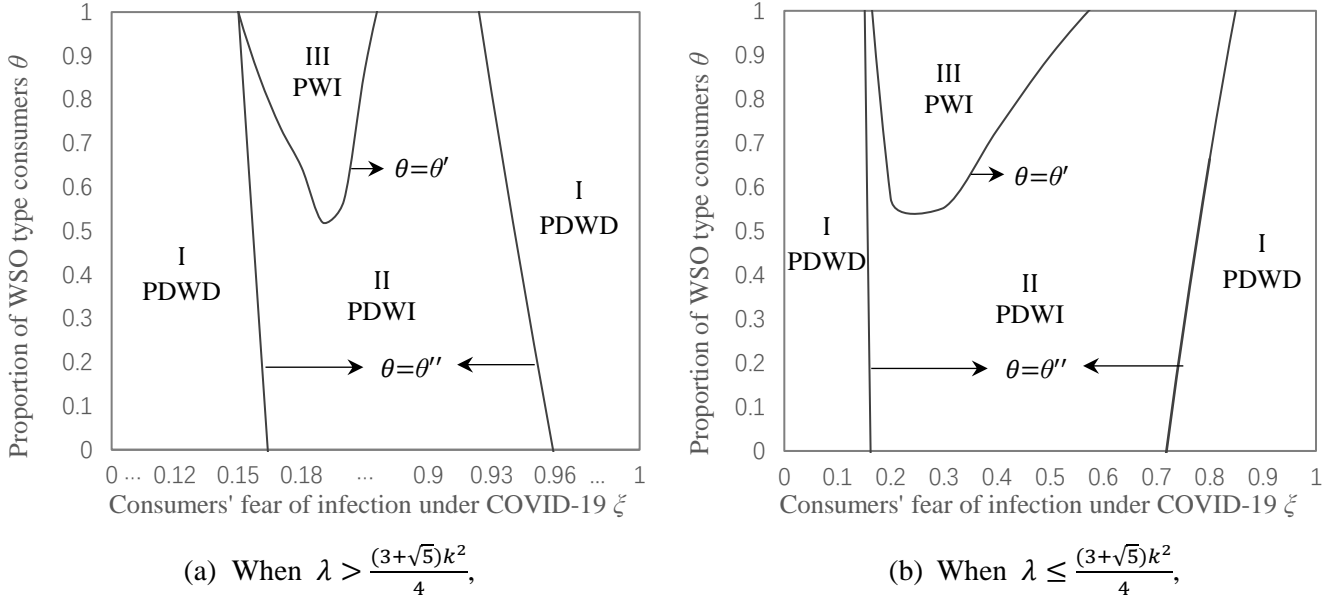 1
0.9
0.8
0.7
0.6
0.5
0.4
0.3
0.2
0.1
0
Proportion of WSO type consumers θ
III
PWI
θ=θ′
I
PDWD
I
PDWD
II
PDWI
θ=θ′′
0 ... 0.12 0.15 0.18 ... 0.9 0.93 0.96 ... 1
Consumers' fear of infection under COVID-19 ξ
(a) When λ > (3+√5)k²/4,
1
0.9
0.8
0.7
0.6
0.5
0.4
0.3
0.2
0.1
0
Proportion of WSO type consumers θ
III
PWI
θ=θ′
I
PDWD
I
PDWD
II
PDWI
θ=θ′′
0 0.1 0.2 0.3 0.4 0.5 0.6 0.7 0.8 0.9 1
Consumers' fear of infection under COVID-19 ξ
(b) When λ ≤ (3+√5)k²/4,